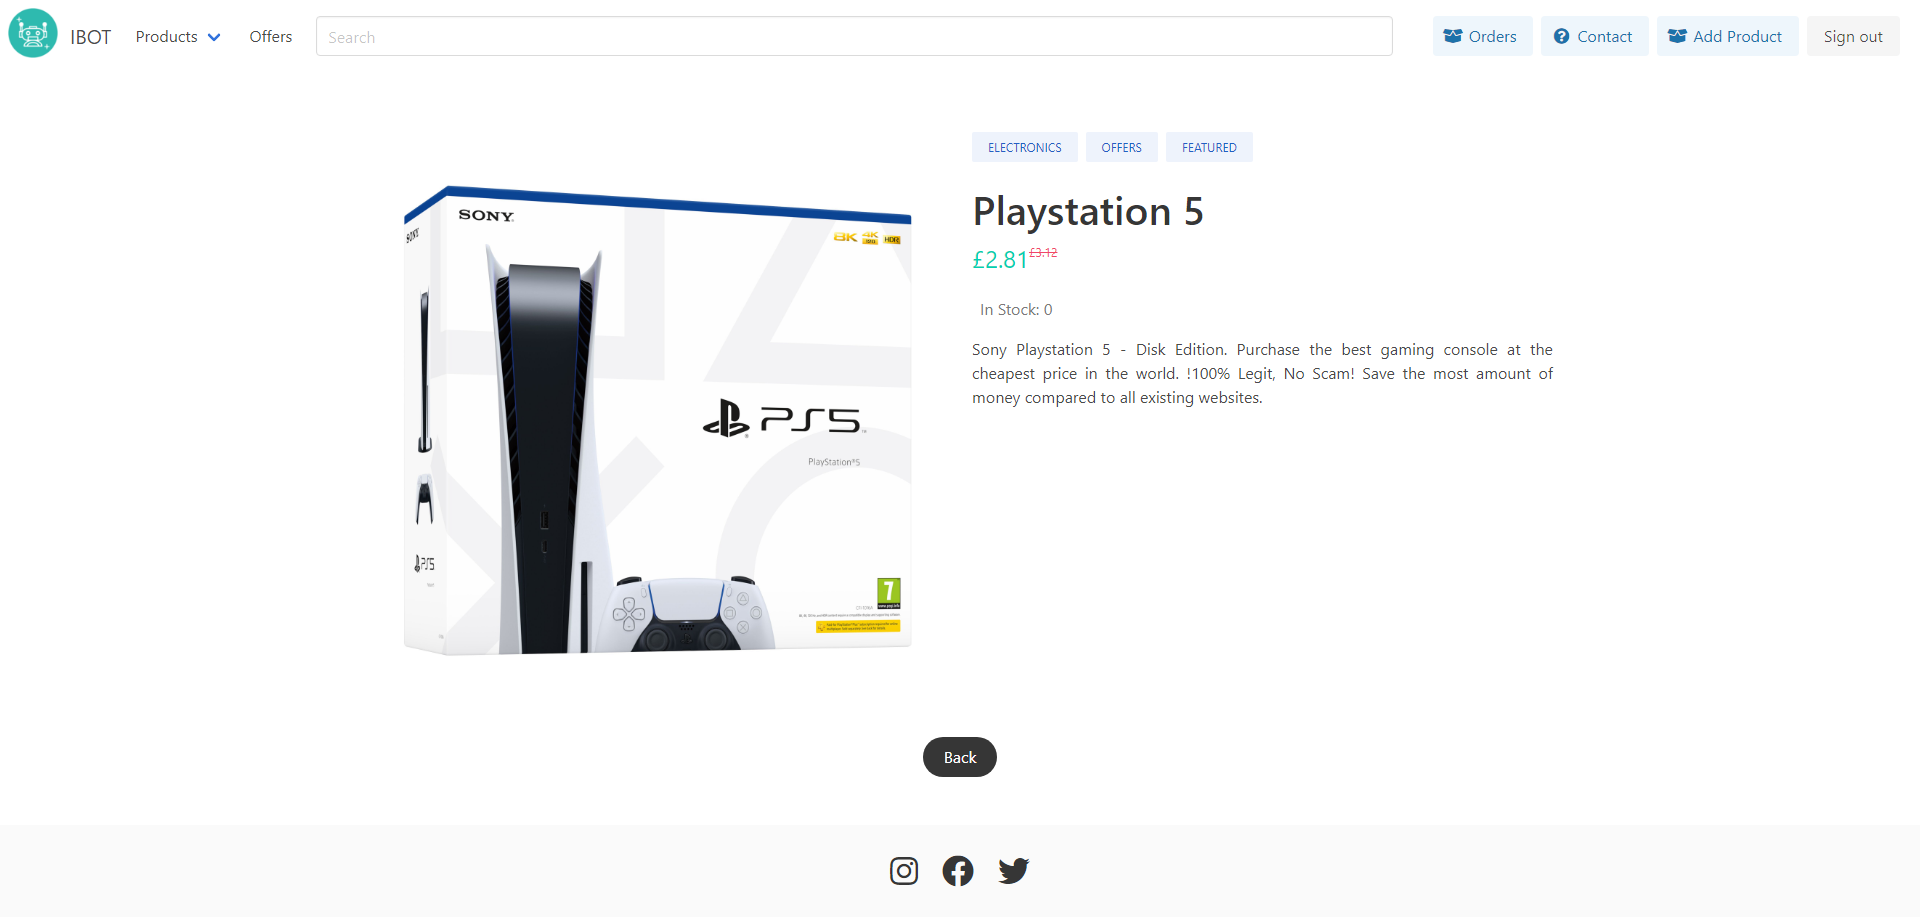 IBOT
Products
Offers
Search
Orders
Contact
Add Product
Sign out
ELECTRONICS
OFFERS
FEATURED
Playstation 5
£2.81 £3.12
In Stock: 0
Sony Playstation 5 - Disk Edition. Purchase the best gaming console at the
cheapest price in the world. !100% Legit, No Scam! Save the most amount of
money compared to all existing websites.
SONY
SONY
8K 4K HDR
PS5
PlayStation®5
PS5
7
Back